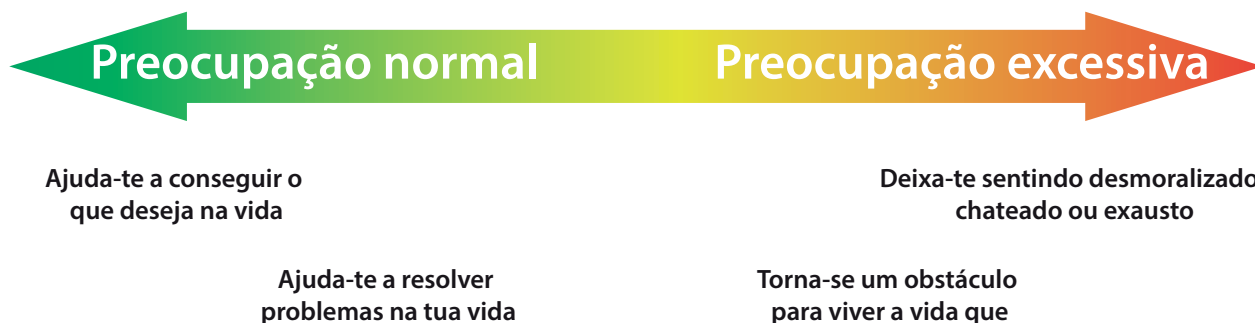 Preocupação normal
Preocupação excessiva
Ajuda-te a conseguir o
que deseja na vida
Deixa-te sentindo desmoralizado
chateado ou exausto
Ajuda-te a resolver
problemas na tua vida
Torna-se um obstáculo
para viver a vida que